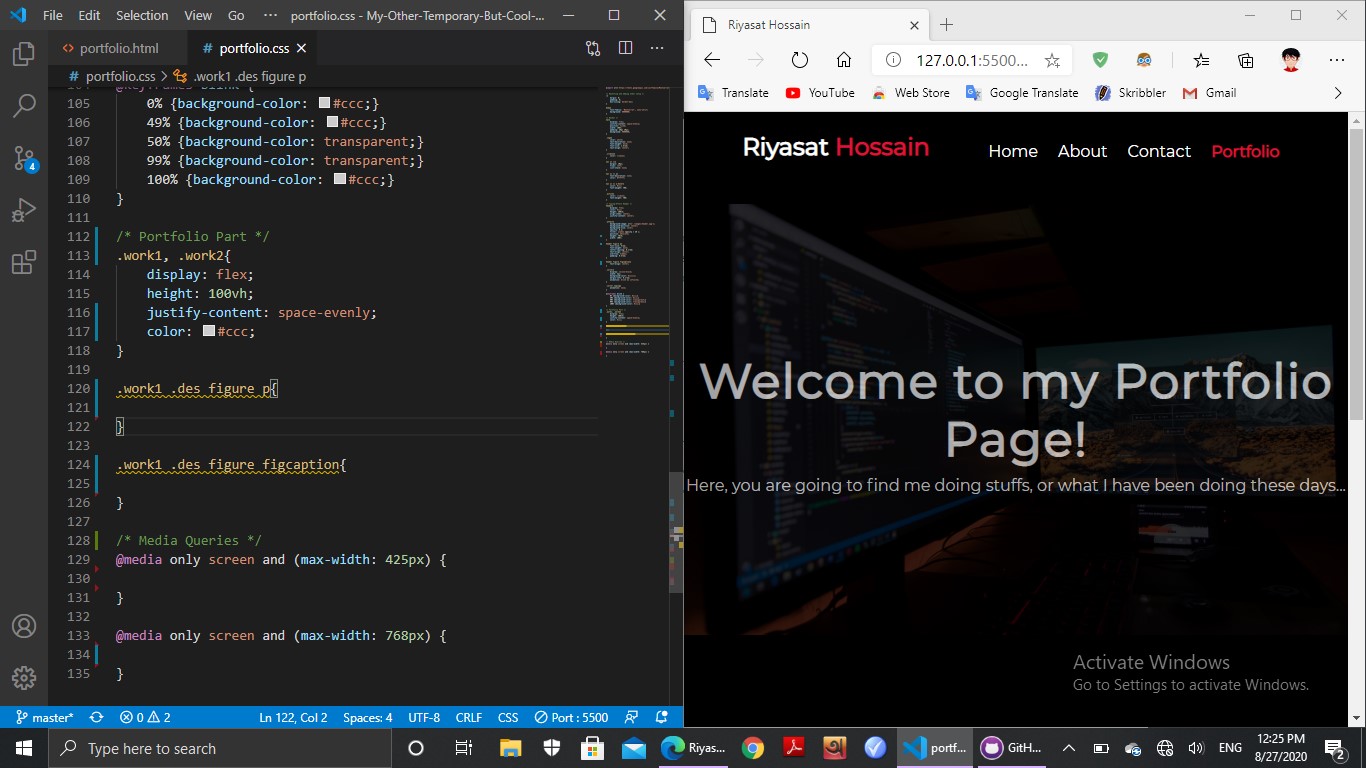 File Edit Selection View Go ··· portfolio.css - My-Other-Temporary-But-Cool-...
portfolio.html
# portfolio.css
# portfolio.css > .work1 .des figure p
105 0% {background-color: #ccc;}
106 49% {background-color: #ccc;}
107 50% {background-color: transparent;}
108 99% {background-color: transparent;}
109 100% {background-color: #ccc;}
110 }
111
112 /* Portfolio Part */
113 .work1, .work2{
114 display: flex;
115 height: 100vh;
116 justify-content: space-evenly;
117 color: #ccc;
118 }
119
120 .work1 .des figure p{
121
122 }
123
124 .work1 .des figure figcaption{
125
126 }
127
128 /* Media Queries */
129 @media only screen and (max-width: 425px) {
130
131 }
132
133 @media only screen and (max-width: 768px) {
134
135 }
4
master* 0 2 Ln 122, Col 2 Spaces: 4 UTF-8 CRLF CSS Port : 5500
Riyasat Hossain
127.0.0.1:5500...
Translate YouTube Web Store Google Translate Skribbler Gmail
Riyasat Hossain Home About Contact Portfolio
Welcome to my Portfolio
Page!
Here, you are going to find me doing stuffs, or what I have been doing these days...
Activate Windows
Go to Settings to activate Windows.
Type here to search
Riyas...
portf...
GitH...
ENG
12:25 PM
8/27/2020
2